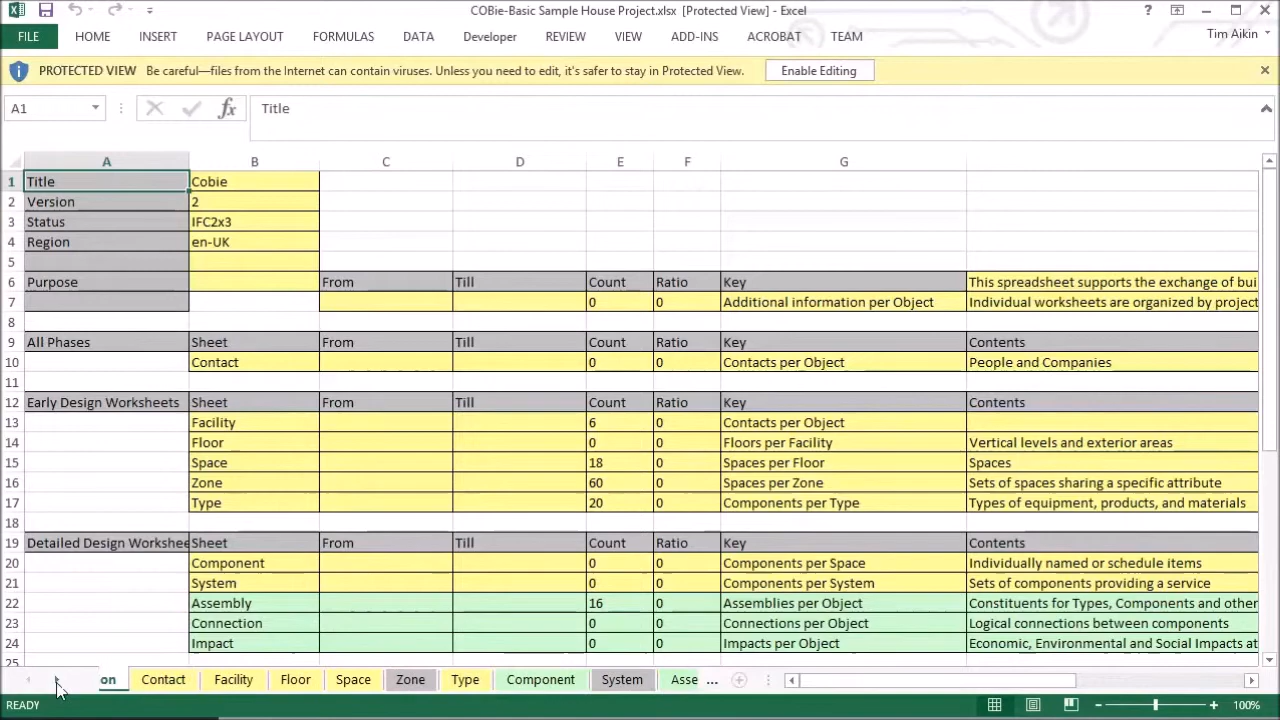 COBie-Basic Sample House Project.xlsx [Protected View] - Excel
FILE HOME INSERT PAGE LAYOUT FORMULAS DATA Developer REVIEW VIEW ADD-INS ACROBAT TEAM Tim Aikin
PROTECTED VIEW Be careful—files from the Internet can contain viruses. Unless you need to edit, it's safer to stay in Protected View. Enable Editing
A1 fx Title
A B C D E F G
1 Title Cobie
2 Version 2
3 Status IFC2x3
4 Region en-UK
5
6 Purpose From Till Count Ratio Key This spreadsheet supports the exchange of bui
7 0 0 Additional information per Object Individual worksheets are organized by project
8
9 All Phases Sheet From Till Count Ratio Key Contents
10 Contact 0 0 Contacts per Object People and Companies
11
12 Early Design Worksheets Sheet From Till Count Ratio Key Contents
13 Facility 6 0 Contacts per Object
14 Floor 0 0 Floors per Facility Vertical levels and exterior areas
15 Space 18 0 Spaces per Floor Spaces
16 Zone 60 0 Spaces per Zone Sets of spaces sharing a specific attribute
17 Type 20 0 Components per Type Types of equipment, products, and materials
18
19 Detailed Design Workshee Sheet From Till Count Ratio Key Contents
20 Component 0 0 Components per Space Individually named or schedule items
21 System 0 0 Components per System Sets of components providing a service
22 Assembly 16 0 Assemblies per Object Constituents for Types, Components and other
23 Connection 0 0 Connections per Object Logical connections between components
24 Impact 0 0 Impacts per Object Economic, Environmental and Social Impacts at
25
on Contact Facility Floor Space Zone Type Component System Asse ...
READY 100%